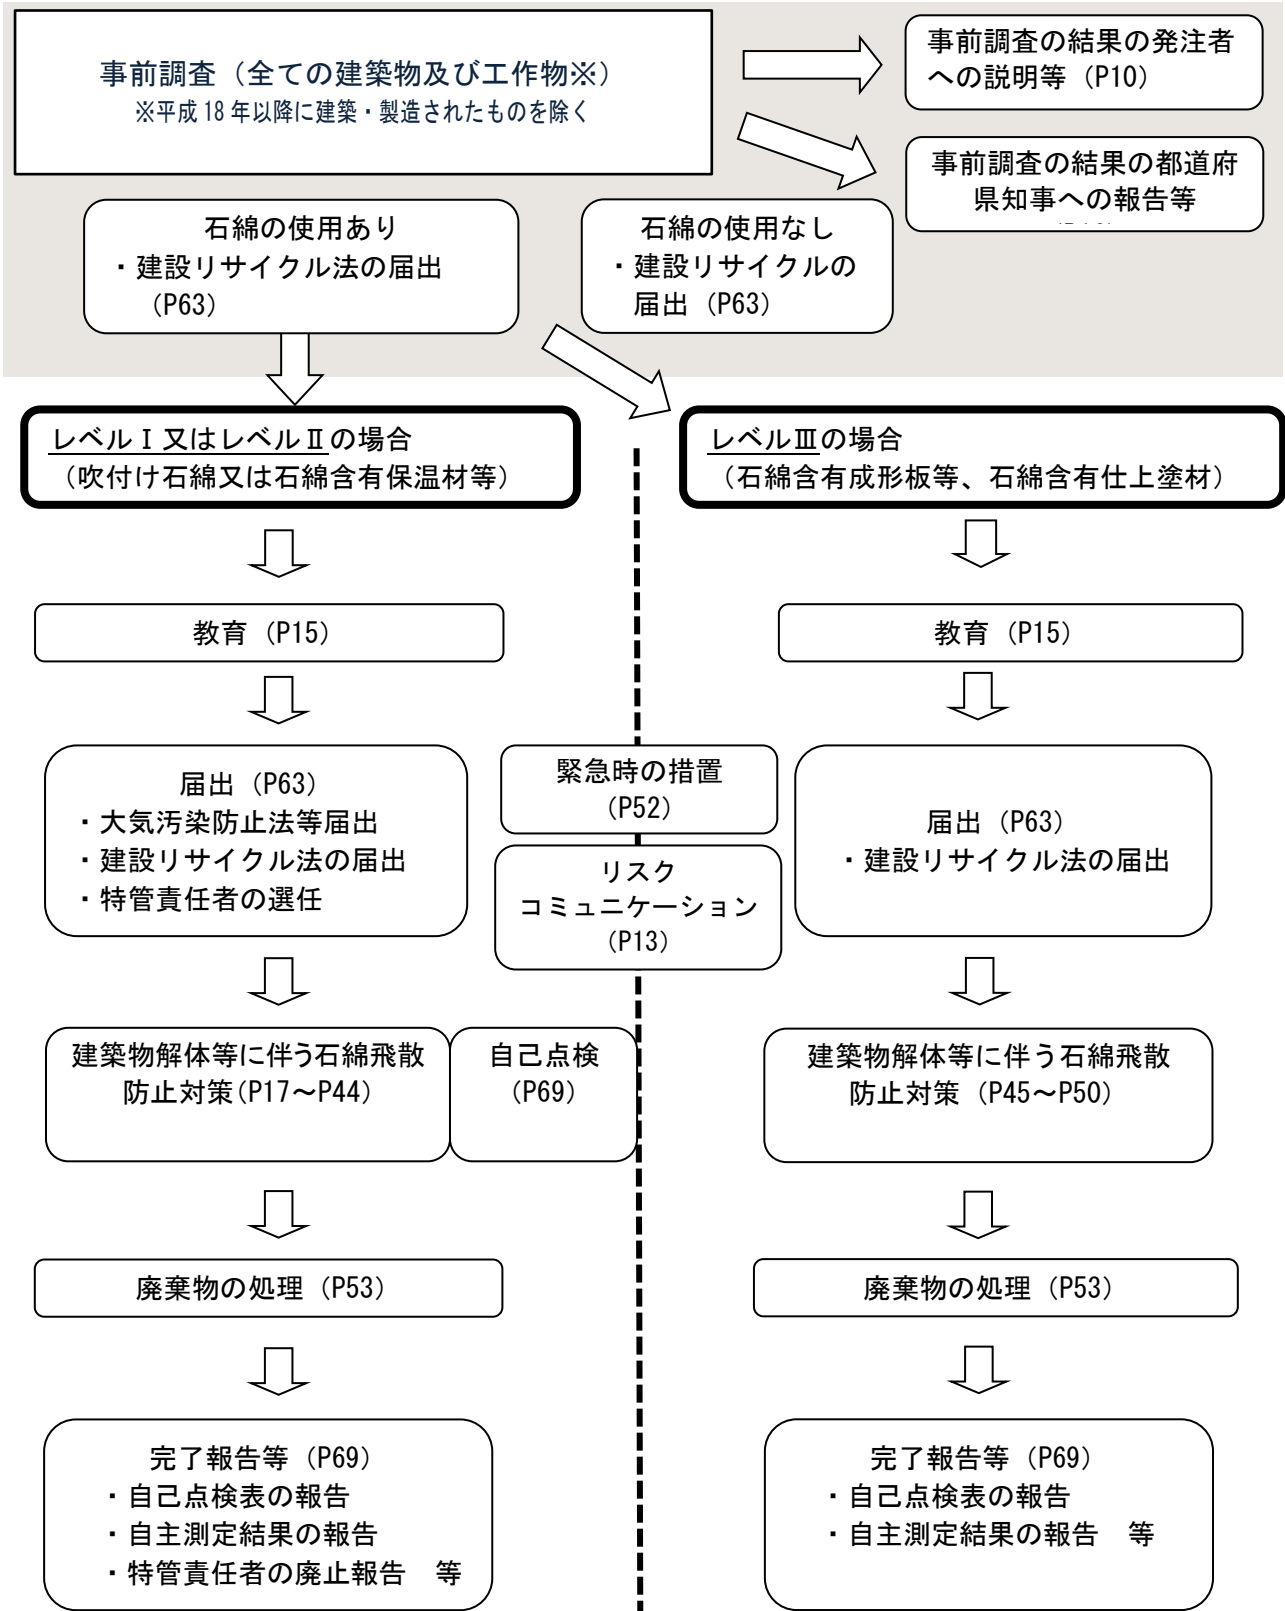 事前調査（全ての建築物及び工作物※）
※平成18年以降に建築・製造されたものを除く
事前調査の結果の発注者
への説明等（P10）
事前調査の結果の都道府
県知事への報告等
石綿の使用あり
・建設リサイクル法の届出
（P63）
石綿の使用なし
・建設リサイクルの
届出（P63）
レベルⅠ又はレベルⅡの場合
（吹付け石綿又は石綿含有保温材等）
レベルⅢの場合
（石綿含有成形板等、石綿含有仕上塗材）
教育（P15）
教育（P15）
届出（P63）
・大気汚染防止法等届出
・建設リサイクル法の届出
・特管責任者の選任
緊急時の措置
（P52）
リスク
コミュニケーション
（P13）
届出（P63）
・建設リサイクル法の届出
建築物解体等に伴う石綿飛散
防止対策(P17～P44)
自己点検
（P69）
建築物解体等に伴う石綿飛散
防止対策（P45～P50）
廃棄物の処理（P53）
廃棄物の処理（P53）
完了報告等（P69）
・自己点検表の報告
・自主測定結果の報告
・特管責任者の廃止報告　等
完了報告等（P69）
・自己点検表の報告
・自主測定結果の報告　等